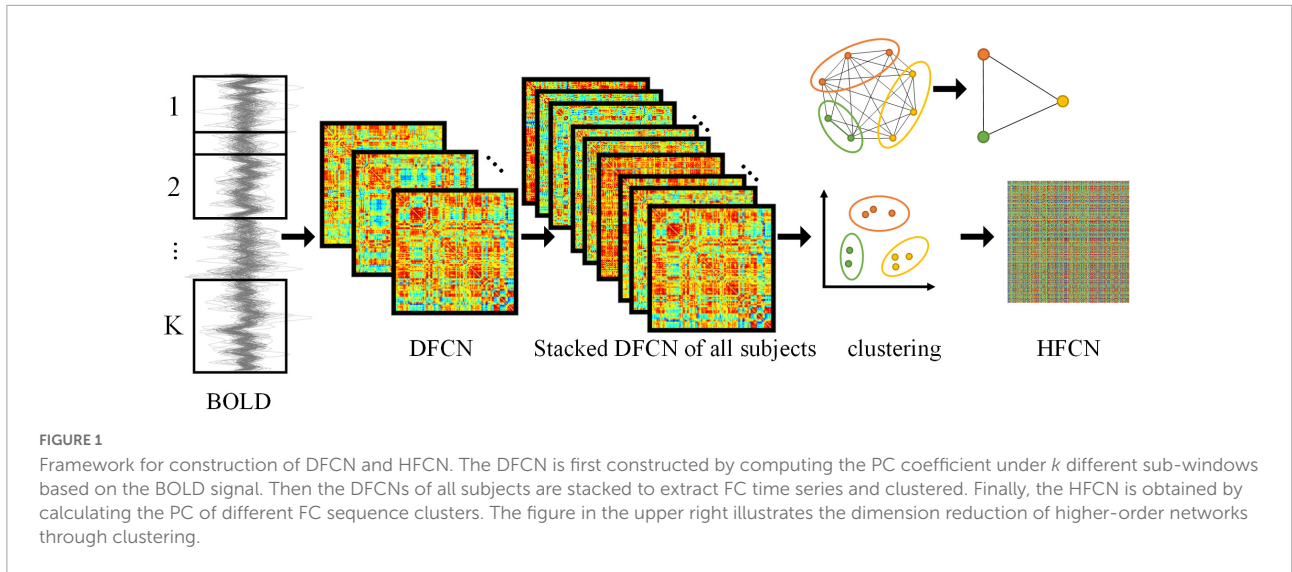 1
2
⋮
K
BOLD
DFCN
Stacked DFCN of all subjects
clustering
HFCN
FIGURE 1
Framework for construction of DFCN and HFCN. The DFCN is first constructed by computing the PC coefficient under k different sub-windows
based on the BOLD signal. Then the DFCNs of all subjects are stacked to extract FC time series and clustered. Finally, the HFCN is obtained by
calculating the PC of different FC sequence clusters. The figure in the upper right illustrates the dimension reduction of higher-order networks
through clustering.